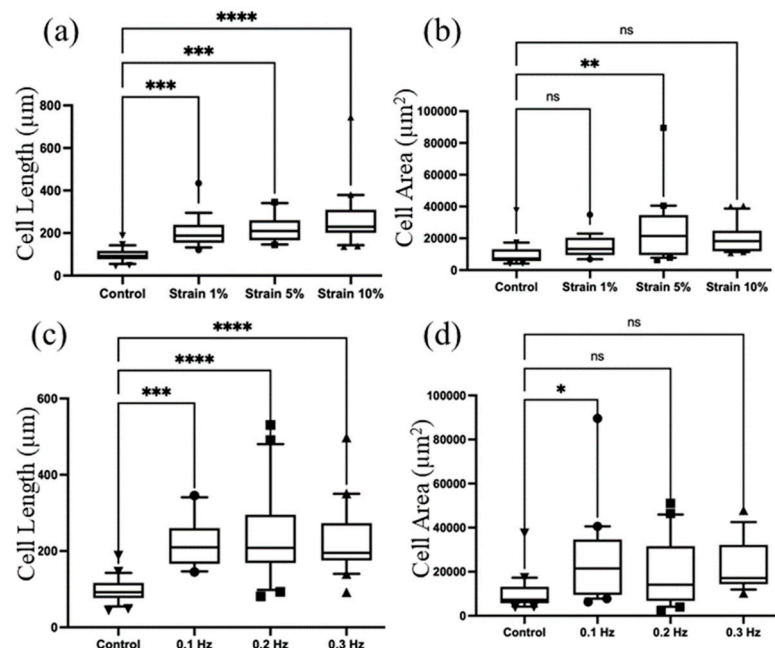 (a)
****
***
***
Cell Length (μm)
800
600
400
200
0
Control Strain 1% Strain 5% Strain 10%
(b)
ns
**
ns
Cell Area (μm²)
100000
80000
60000
40000
20000
0
Control Strain 1% Strain 5% Strain 10%
(c)
****
****
***
Cell Length (μm)
600
400
200
0
Control 0.1 Hz 0.2 Hz 0.3 Hz
(d)
ns
ns
*
Cell Area (μm²)
100000
80000
60000
40000
20000
0
Control 0.1 Hz 0.2 Hz 0.3 Hz